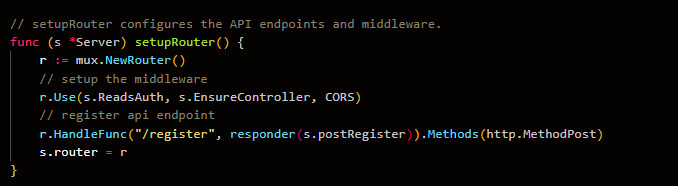 // setupRouter configures the API endpoints and middleware.
func (s *Server) setupRouter() {
    r := mux.NewRouter()
    // setup the middleware
    r.Use(s.ReadsAuth, s.EnsureController, CORS)
    // register api endpoint
    r.HandleFunc("/register", responder(s.postRegister)).Methods(http.MethodPost)
    s.router = r
}